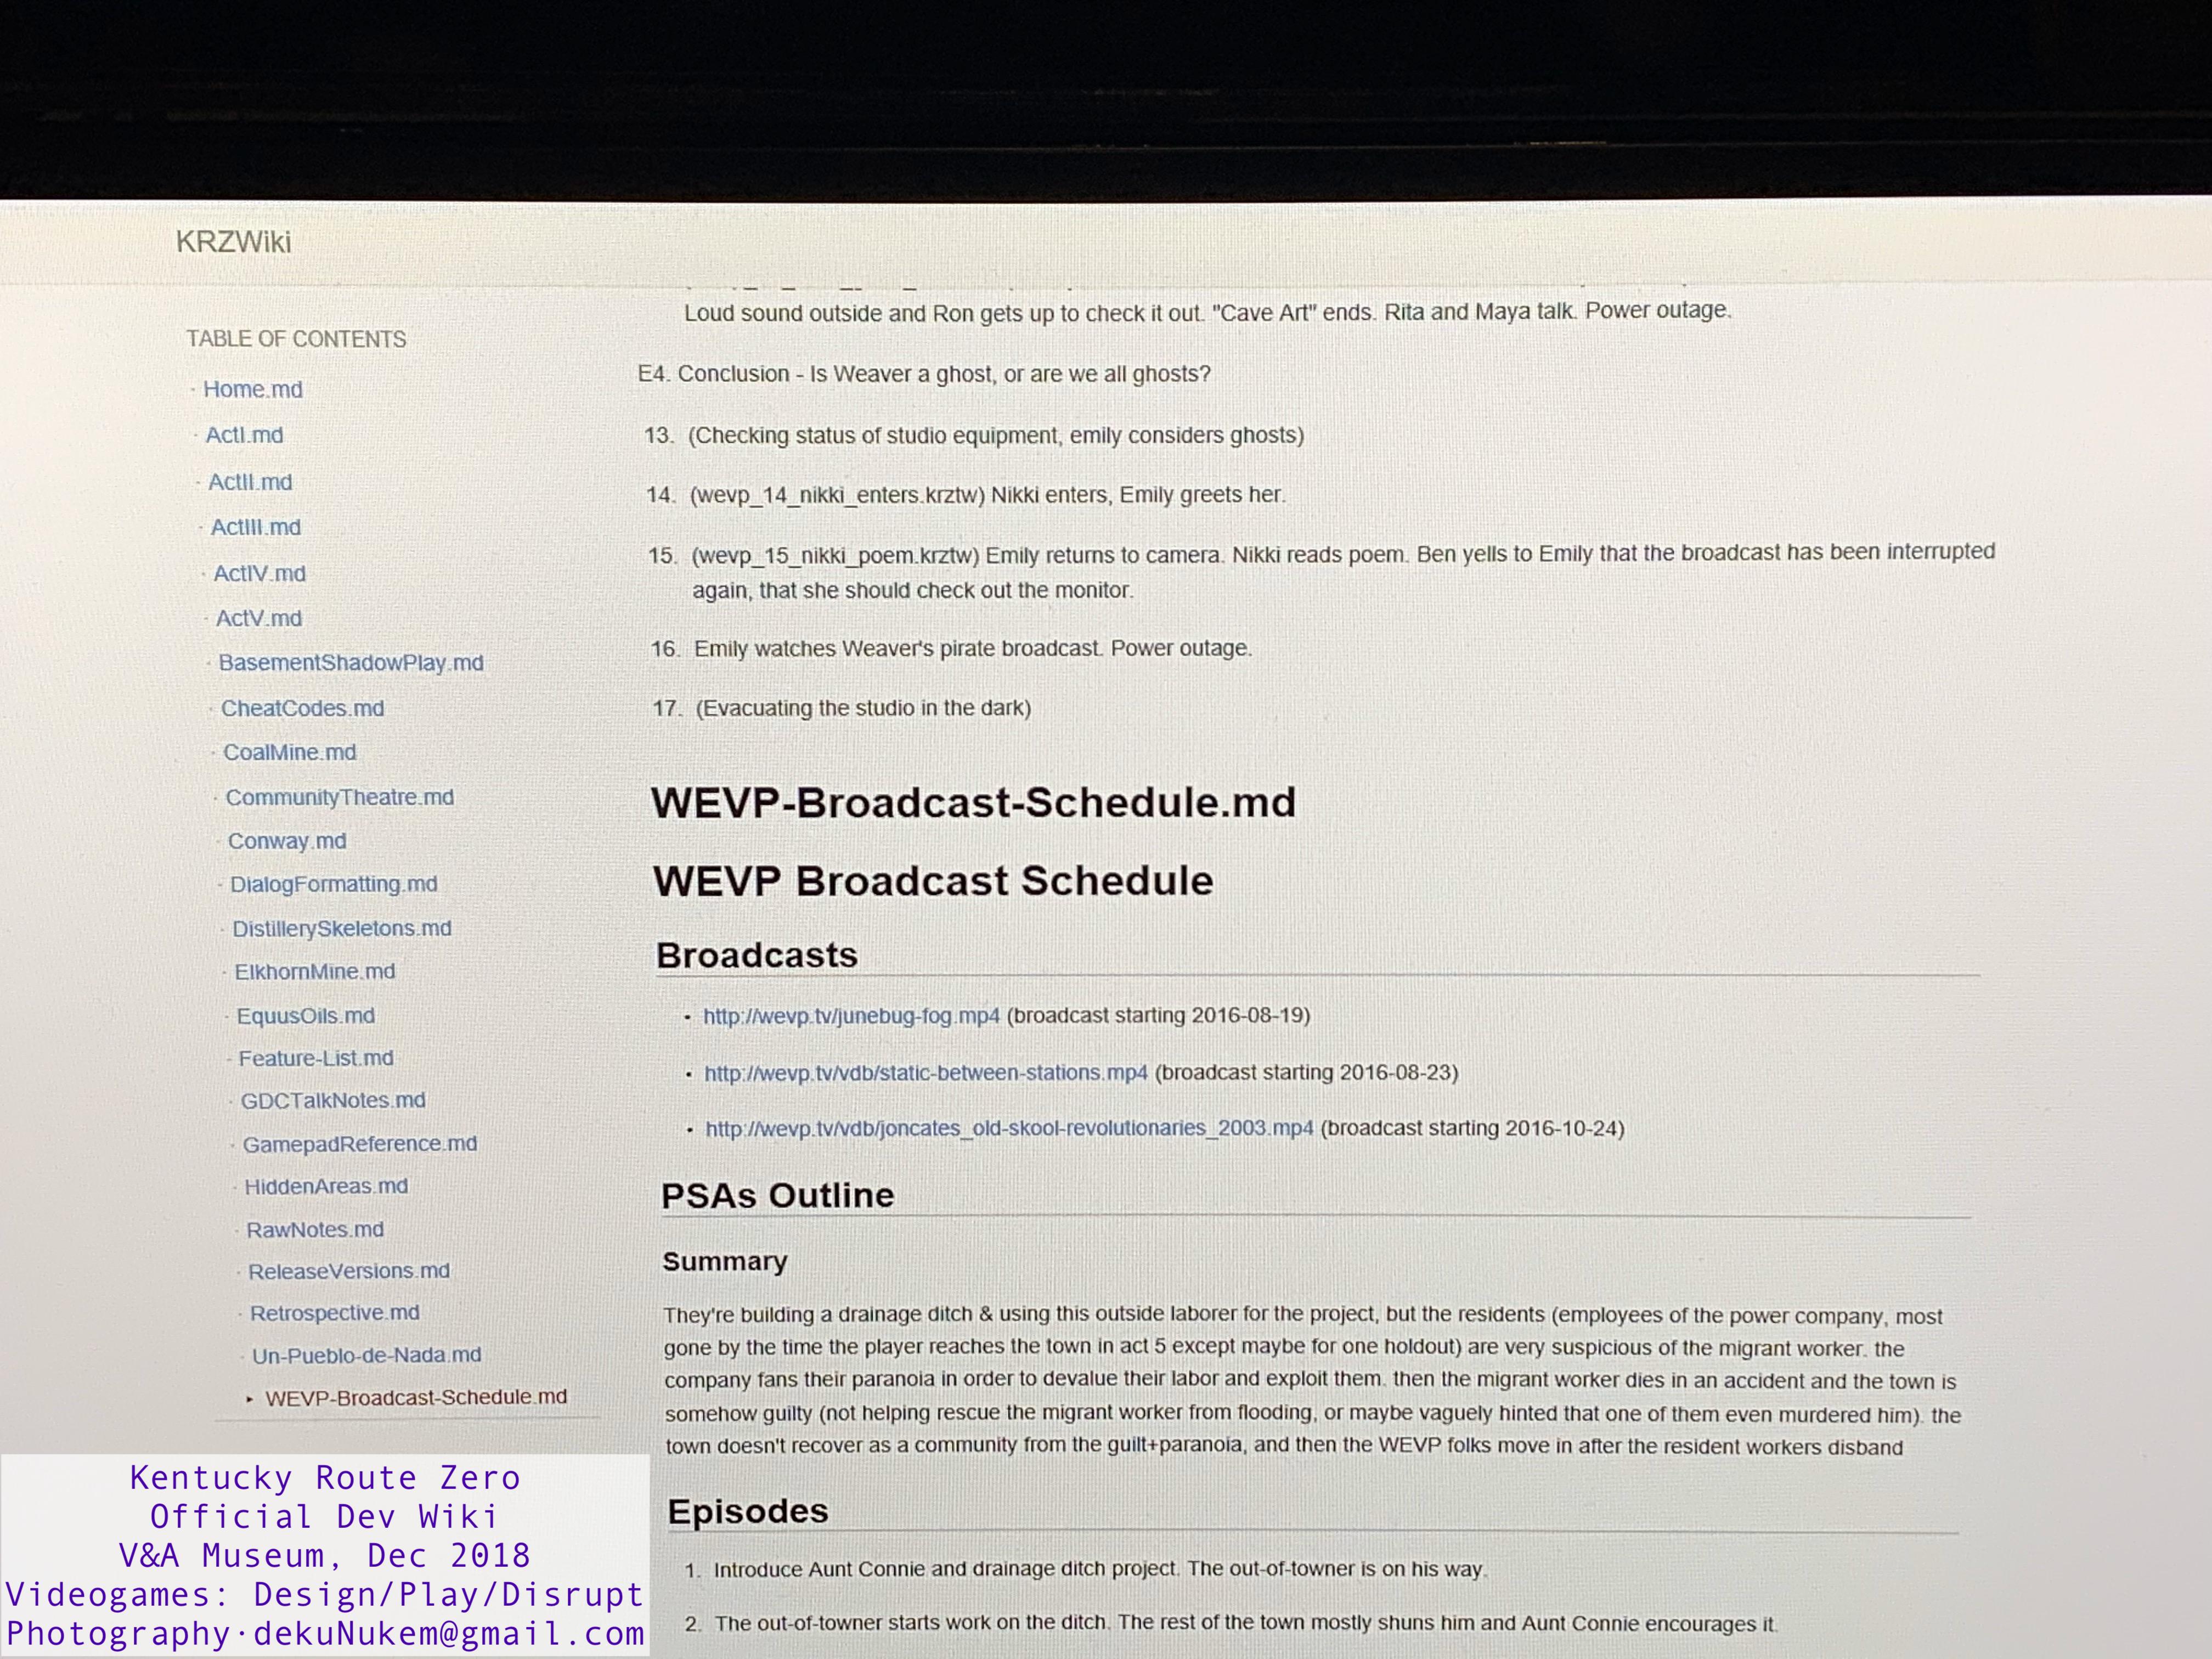 KRZWiki
TABLE OF CONTENTS
· Home.md
· ActI.md
· ActII.md
· ActIII.md
· ActIV.md
· ActV.md
· BasementShadowPlay.md
· CheatCodes.md
· CoalMine.md
· CommunityTheatre.md
· Conway.md
· DialogFormatting.md
· DistillerySkeletons.md
· ElkhornMine.md
· EquusOils.md
· Feature-List.md
· GDCTalkNotes.md
· GamepadReference.md
· HiddenAreas.md
· RawNotes.md
· ReleaseVersions.md
· Retrospective.md
· Un-Pueblo-de-Nada.md
▸ WEVP-Broadcast-Schedule.md
Loud sound outside and Ron gets up to check it out. "Cave Art" ends. Rita and Maya talk. Power outage.
E4. Conclusion - Is Weaver a ghost, or are we all ghosts?
13. (Checking status of studio equipment, emily considers ghosts)
14. (wevp_14_nikki_enters.krztw) Nikki enters, Emily greets her.
15. (wevp_15_nikki_poem.krztw) Emily returns to camera. Nikki reads poem. Ben yells to Emily that the broadcast has been interrupted
again, that she should check out the monitor.
16. Emily watches Weaver's pirate broadcast. Power outage.
17. (Evacuating the studio in the dark)
WEVP-Broadcast-Schedule.md
WEVP Broadcast Schedule
Broadcasts
• http://wevp.tv/junebug-fog.mp4 (broadcast starting 2016-08-19)
• http://wevp.tv/vdb/static-between-stations.mp4 (broadcast starting 2016-08-23)
• http://wevp.tv/vdb/joncates_old-skool-revolutionaries_2003.mp4 (broadcast starting 2016-10-24)
PSAs Outline
Summary
They're building a drainage ditch & using this outside laborer for the project, but the residents (employees of the power company, most
gone by the time the player reaches the town in act 5 except maybe for one holdout) are very suspicious of the migrant worker. the
company fans their paranoia in order to devalue their labor and exploit them. then the migrant worker dies in an accident and the town is
somehow guilty (not helping rescue the migrant worker from flooding, or maybe vaguely hinted that one of them even murdered him). the
town doesn't recover as a community from the guilt+paranoia, and then the WEVP folks move in after the resident workers disband
Episodes
1. Introduce Aunt Connie and drainage ditch project. The out-of-towner is on his way.
2. The out-of-towner starts work on the ditch. The rest of the town mostly shuns him and Aunt Connie encourages it.
Kentucky Route Zero
Official Dev Wiki
V&A Museum, Dec 2018
Videogames: Design/Play/Disrupt
Photography·dekuNukem@gmail.com